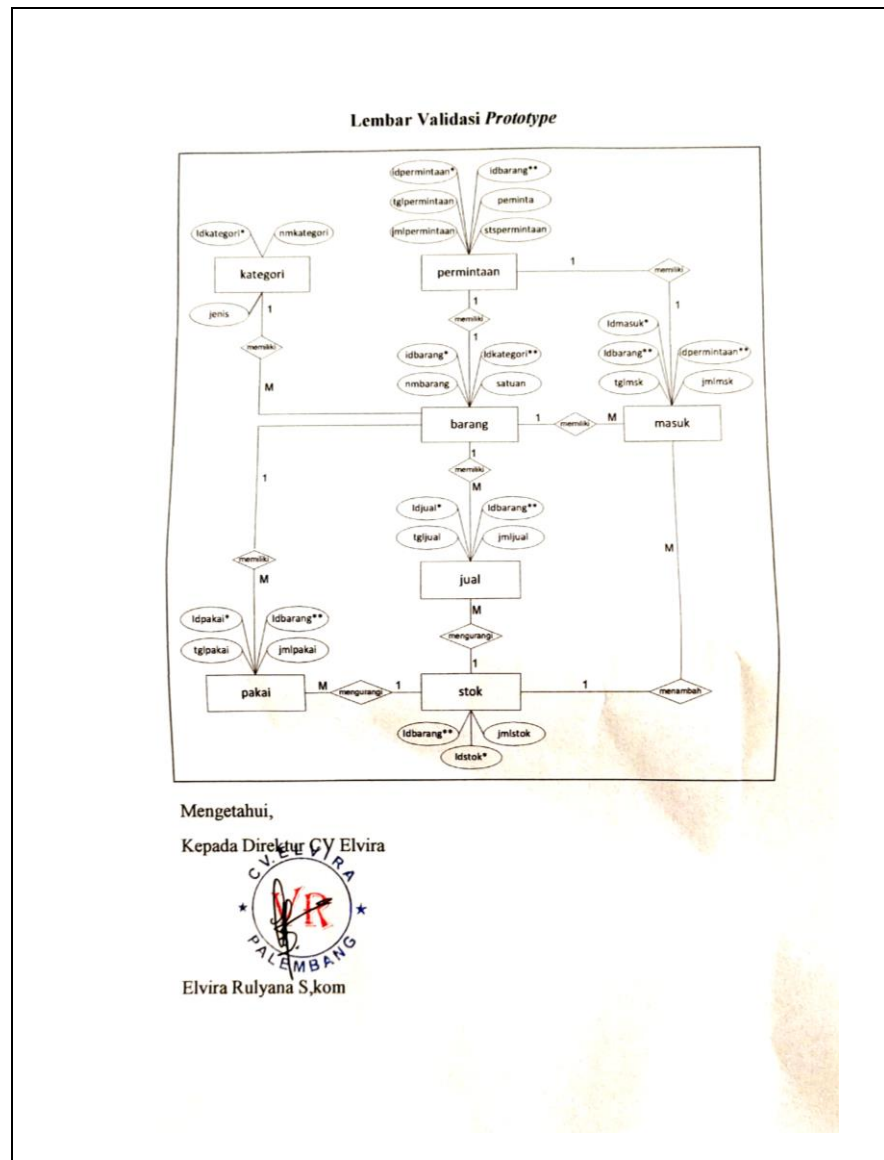 Lembar Validasi Prototype
idpermintaan* idbarang**
tglpermintaan peminta
jmlpermintaan stspermintaan
Idkategori* nmkategori
kategori
permintaan
1
memiliki
jenis
1
1
memiliki
1
Idmasuk*
1
memiliki
idbarang* Idkategori**
Idbarang** idpermintaan**
nmbarang satuan
tglmsk jmlmsk
M
barang
1 memiliki M
masuk
1
memiliki
M
1
Idjual* Idbarang**
tgljual jmljual
M
memiliki
M
jual
M
mengurangi
1
Idpakai* Idbarang**
tglpakai jmlpakai
pakai
M mengurangi 1
stok
1
menambah
Idbarang** jmlstok
Idstok*
Mengetahui,
Kepada Direktur CV Elvira
CV. ELVIRA
VR
PALEMBANG
Elvira Rulyana S,kom